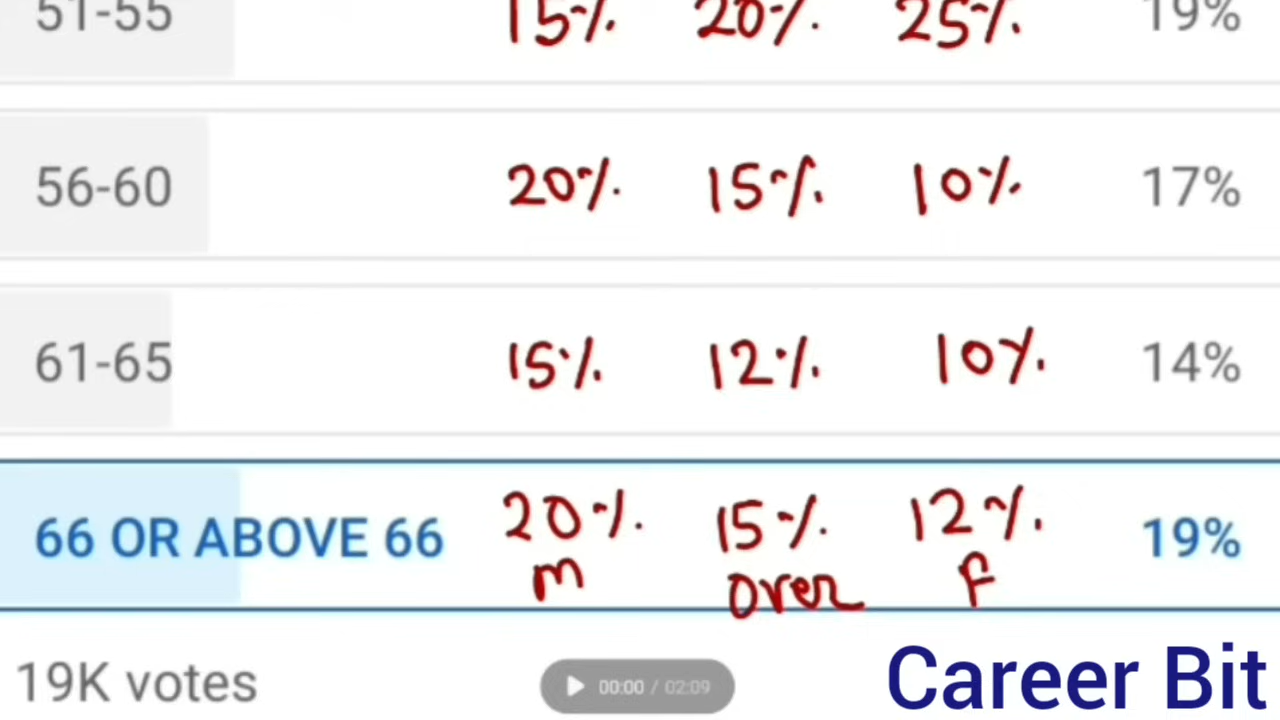 51-55 15% 20% 25% 19%
56-60 20% 15% 10% 17%
61-65 15% 12% 10% 14%
66 OR ABOVE 66 20% 15% 12% 19%
m over F
19K votes 00:00 / 02:09 Career Bit